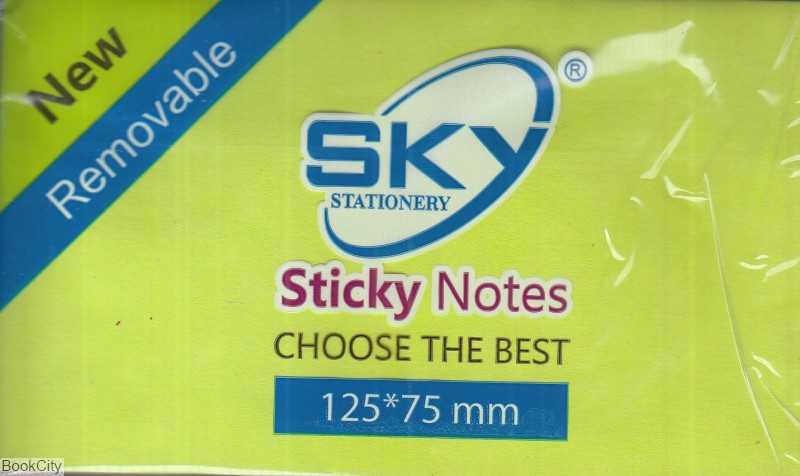 New
Removable
SKY
®
STATIONERY
Sticky Notes
CHOOSE THE BEST
125*75 mm
BookCity